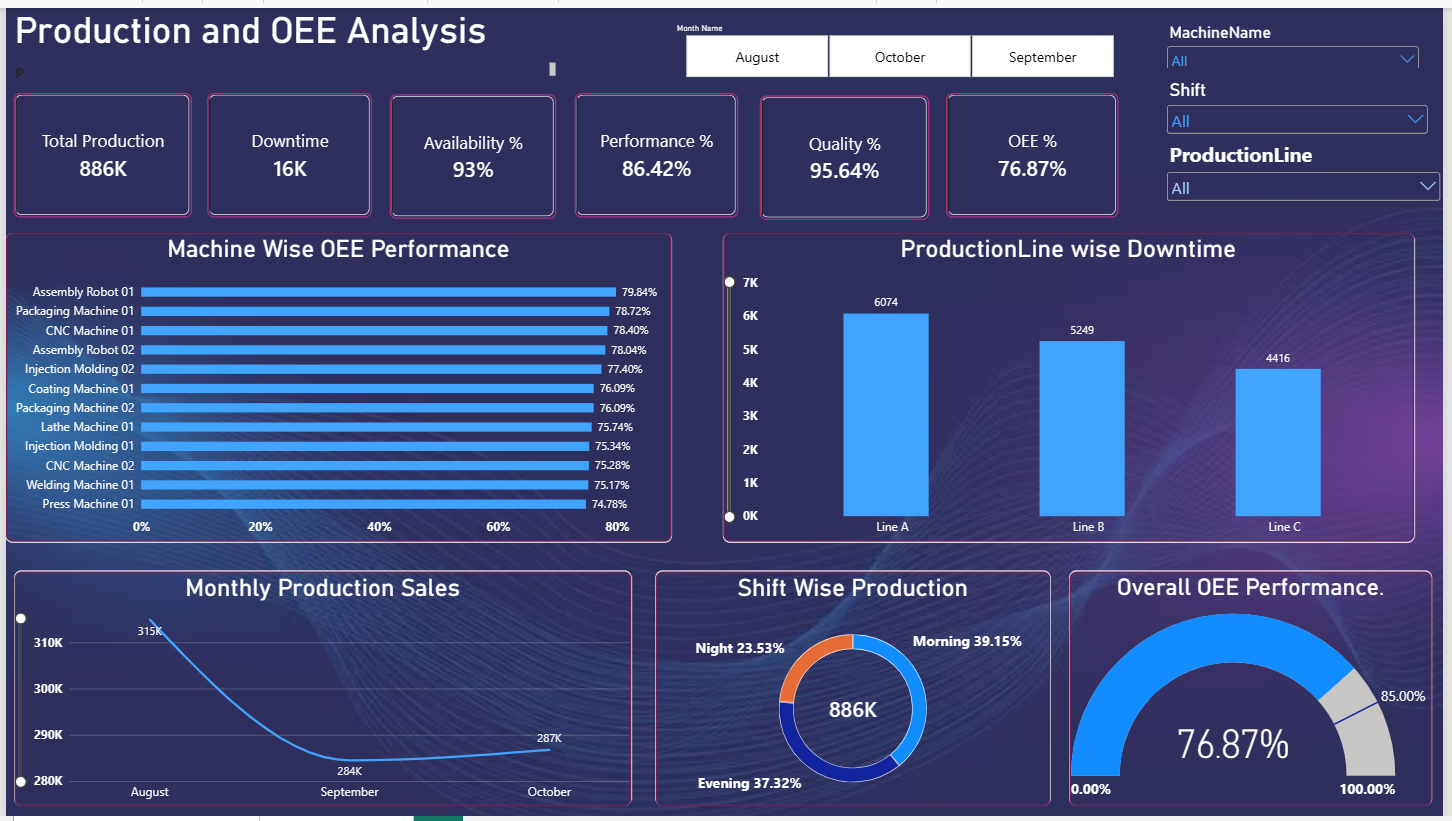 Production and OEE Analysis
P
Month Name
August
October
September
MachineName
All
Shift
All
ProductionLine
All
Total Production
886K
Downtime
16K
Availability %
93%
Performance %
86.42%
Quality %
95.64%
OEE %
76.87%
Machine Wise OEE Performance
Assembly Robot 01 79.84%
Packaging Machine 01 78.72%
CNC Machine 01 78.40%
Assembly Robot 02 78.04%
Injection Molding 02 77.40%
Coating Machine 01 76.09%
Packaging Machine 02 76.09%
Lathe Machine 01 75.74%
Injection Molding 01 75.34%
CNC Machine 02 75.28%
Welding Machine 01 75.17%
Press Machine 01 74.78%
0% 20% 40% 60% 80%
ProductionLine wise Downtime
7K
6K
5K
4K
3K
2K
1K
0K
6074
5249
4416
Line A Line B Line C
Monthly Production Sales
310K
300K
290K
280K
315K
284K
287K
August September October
Shift Wise Production
Night 23.53%
Morning 39.15%
886K
Evening 37.32%
Overall OEE Performance.
85.00%
76.87%
0.00% 100.00%